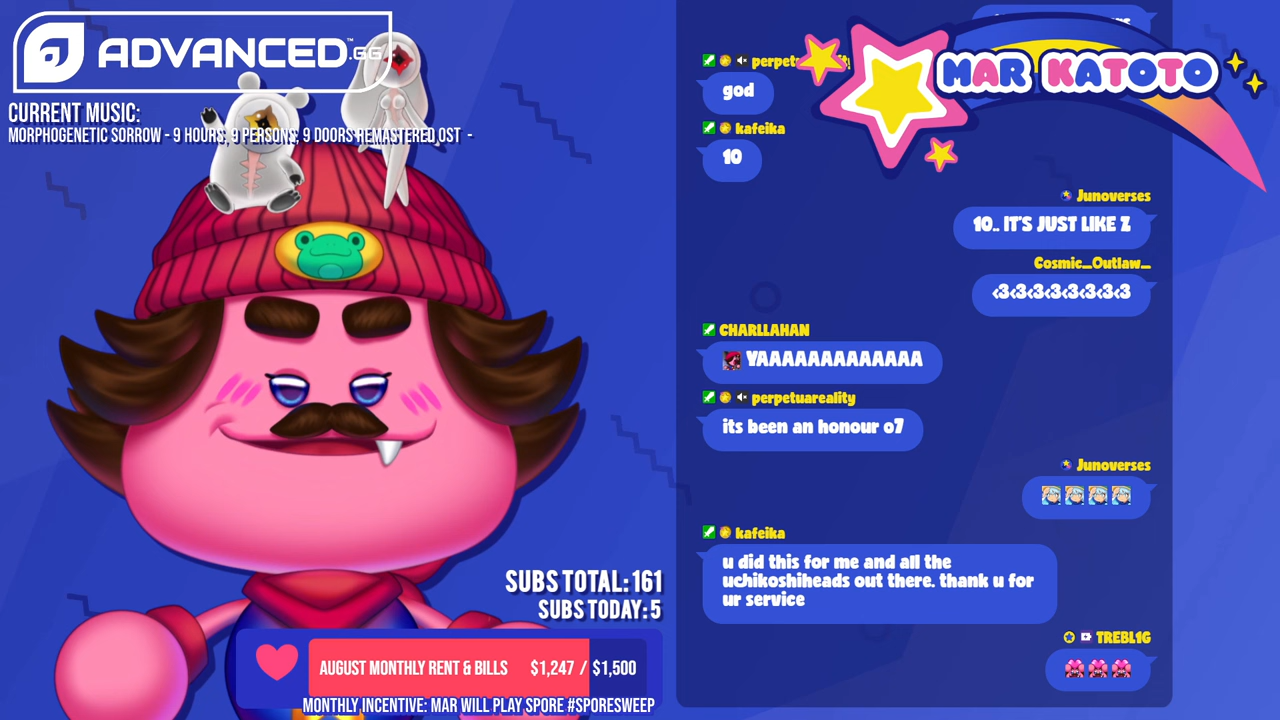 ADVANCED.GG™
CURRENT MUSIC:
MORPHOGENETIC SORROW - 9 HOURS, 9 PERSONS, 9 DOORS REMASTERED OST -
SUBS TOTAL: 161
SUBS TODAY: 5
AUGUST MONTHLY RENT & BILLS $1,247 / $1,500
MONTHLY INCENTIVE: MAR WILL PLAY SPORE #SPORESWEEP
MAR KATOTO
god
kafeika
10
Junoverses
10.. IT'S JUST LIKE Z
Cosmic_Outlaw_
<3<3<3<3<3<3<3
CHARLLAHAN
YAAAAAAAAAAAAA
perpetuareality
its been an honour o7
Junoverses
kafeika
u did this for me and all the
uchikoshiheads out there. thank u for
ur service
TREBL1G